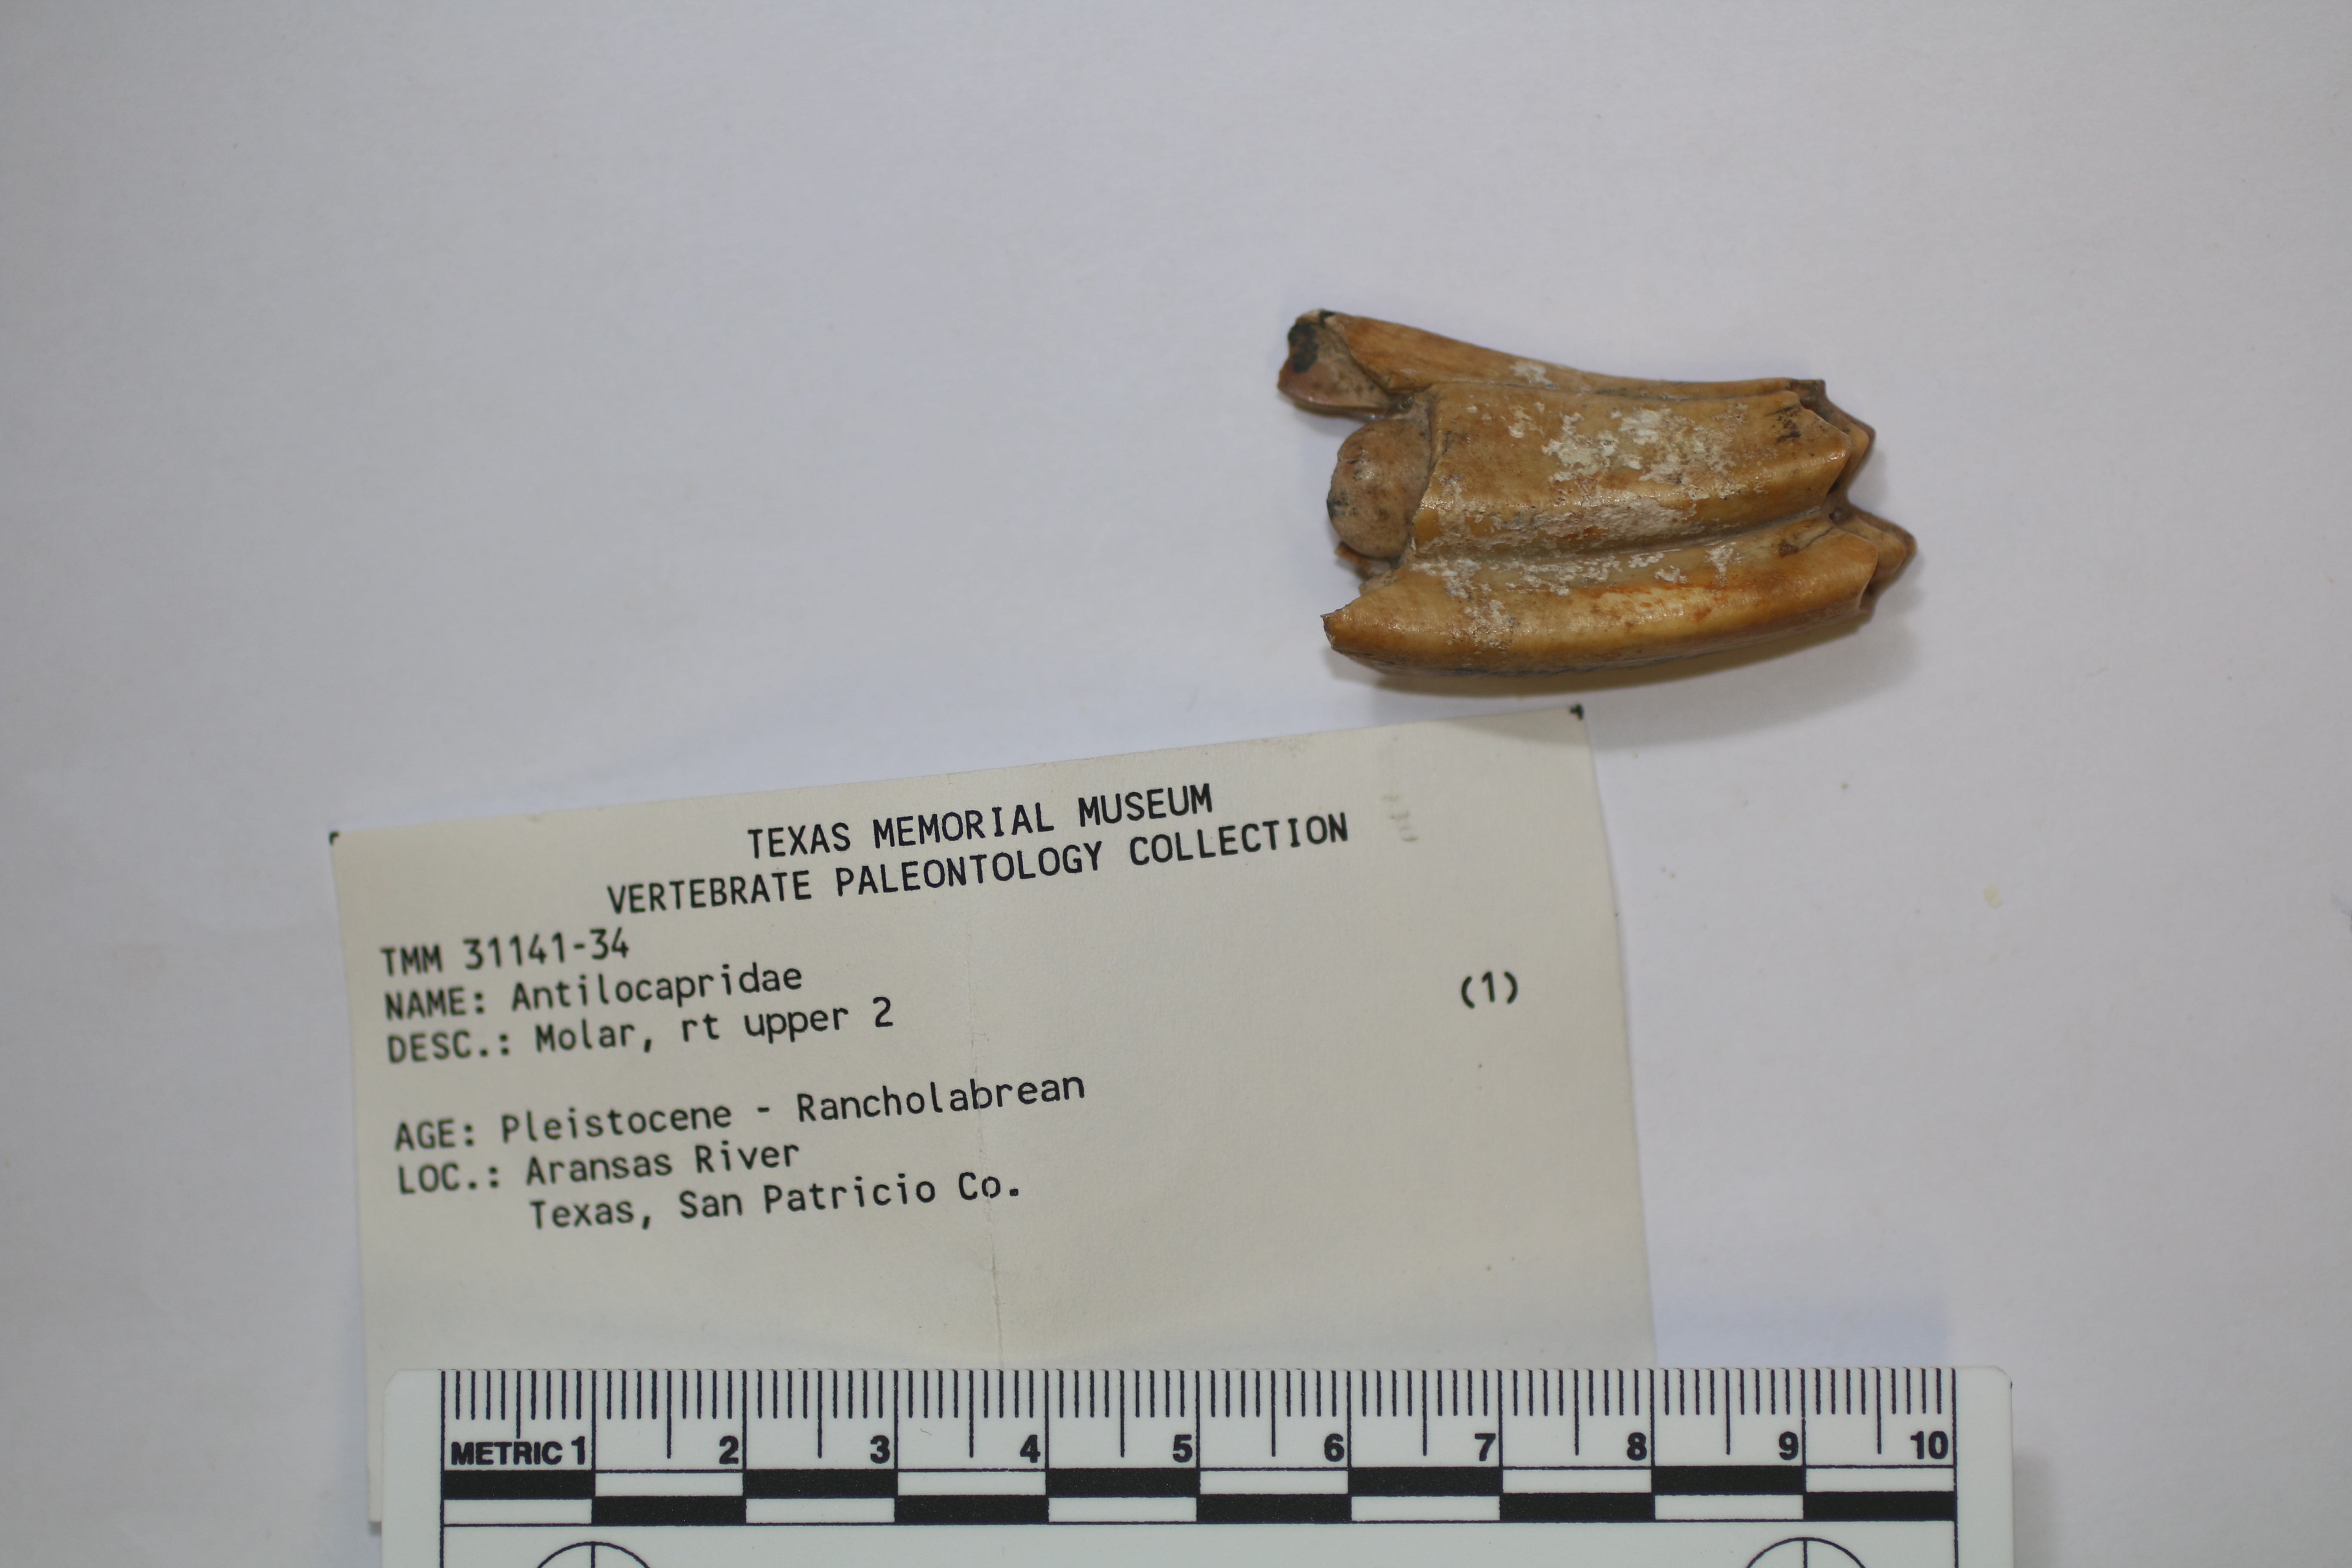 TEXAS MEMORIAL MUSEUM
VERTEBRATE PALEONTOLOGY COLLECTION
TMM 31141-34
NAME: Antilocapridae (1)
DESC.: Molar, rt upper 2
AGE: Pleistocene - Rancholabrean
LOC.: Aransas River
Texas, San Patricio Co.
METRIC 1 2 3 4 5 6 7 8 9 10